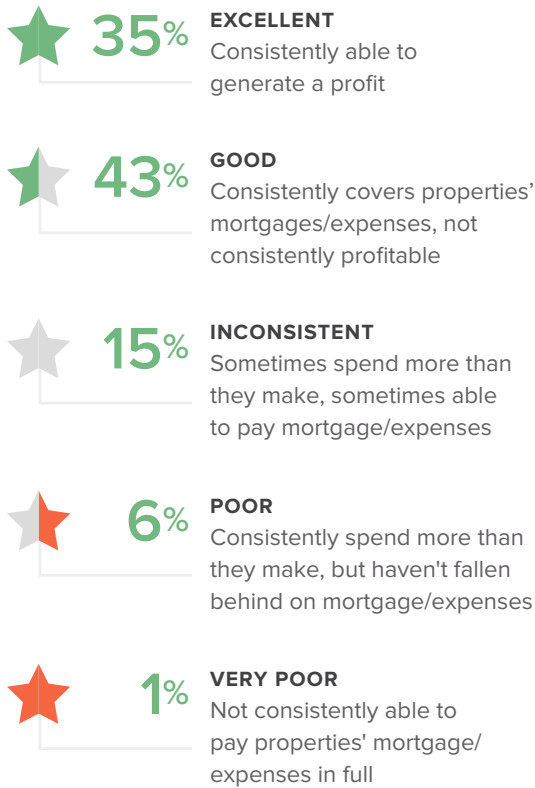 35%
EXCELLENT
Consistently able to
generate a profit
43%
GOOD
Consistently covers properties’
mortgages/expenses, not
consistently profitable
15%
INCONSISTENT
Sometimes spend more than
they make, sometimes able
to pay mortgage/expenses
6%
POOR
Consistently spend more than
they make, but haven't fallen
behind on mortgage/expenses
1%
VERY POOR
Not consistently able to
pay properties' mortgage/
expenses in full